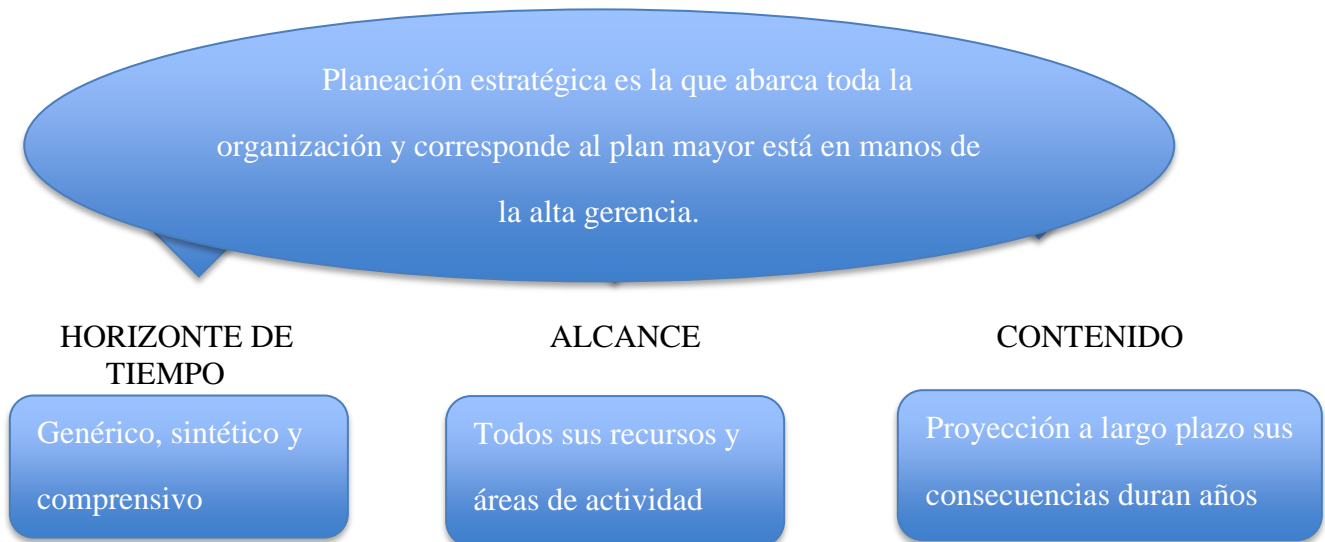 Planeación estratégica es la que abarca toda la
organización y corresponde al plan mayor está en manos de
la alta gerencia.
HORIZONTE DE
TIEMPO
Genérico, sintético y
comprensivo
ALCANCE
Todos sus recursos y
áreas de actividad
CONTENIDO
Proyección a largo plazo sus
consecuencias duran años